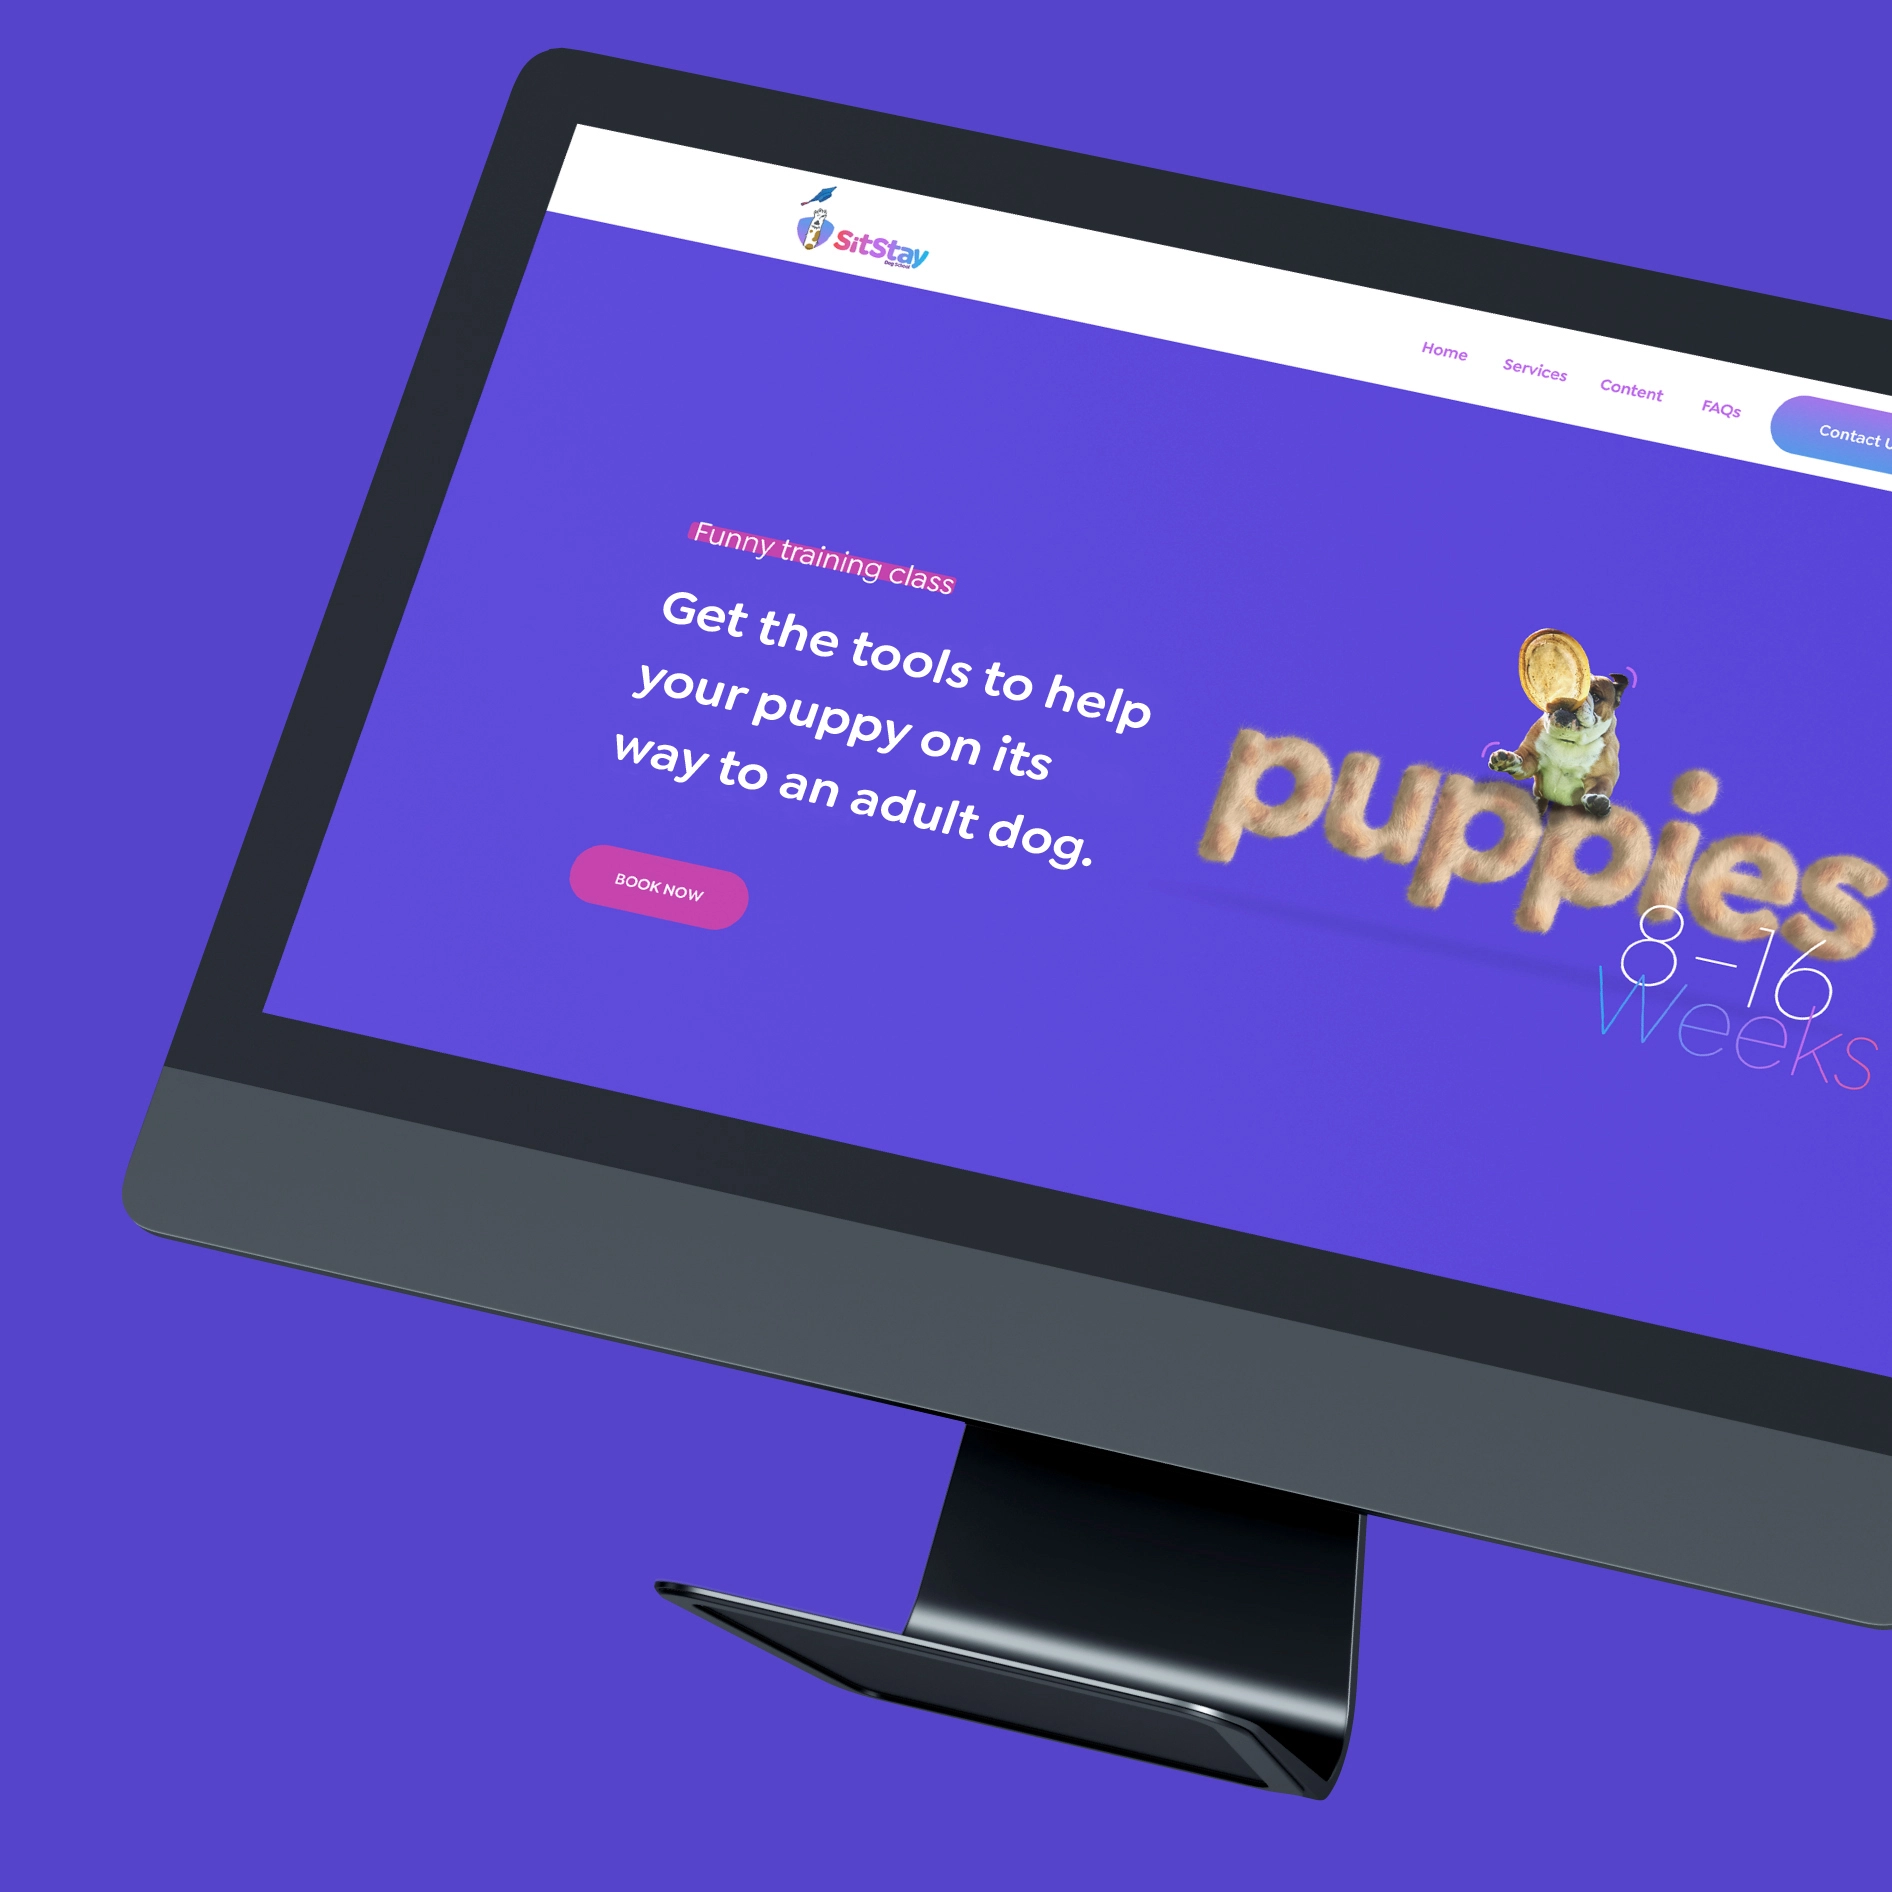 SitStay
Dog School
Home
Services
Content
FAQs
Contact U
Funny training class
Get the tools to help
your puppy on its
way to an adult dog.
BOOK NOW
puppies
8–16
Weeks